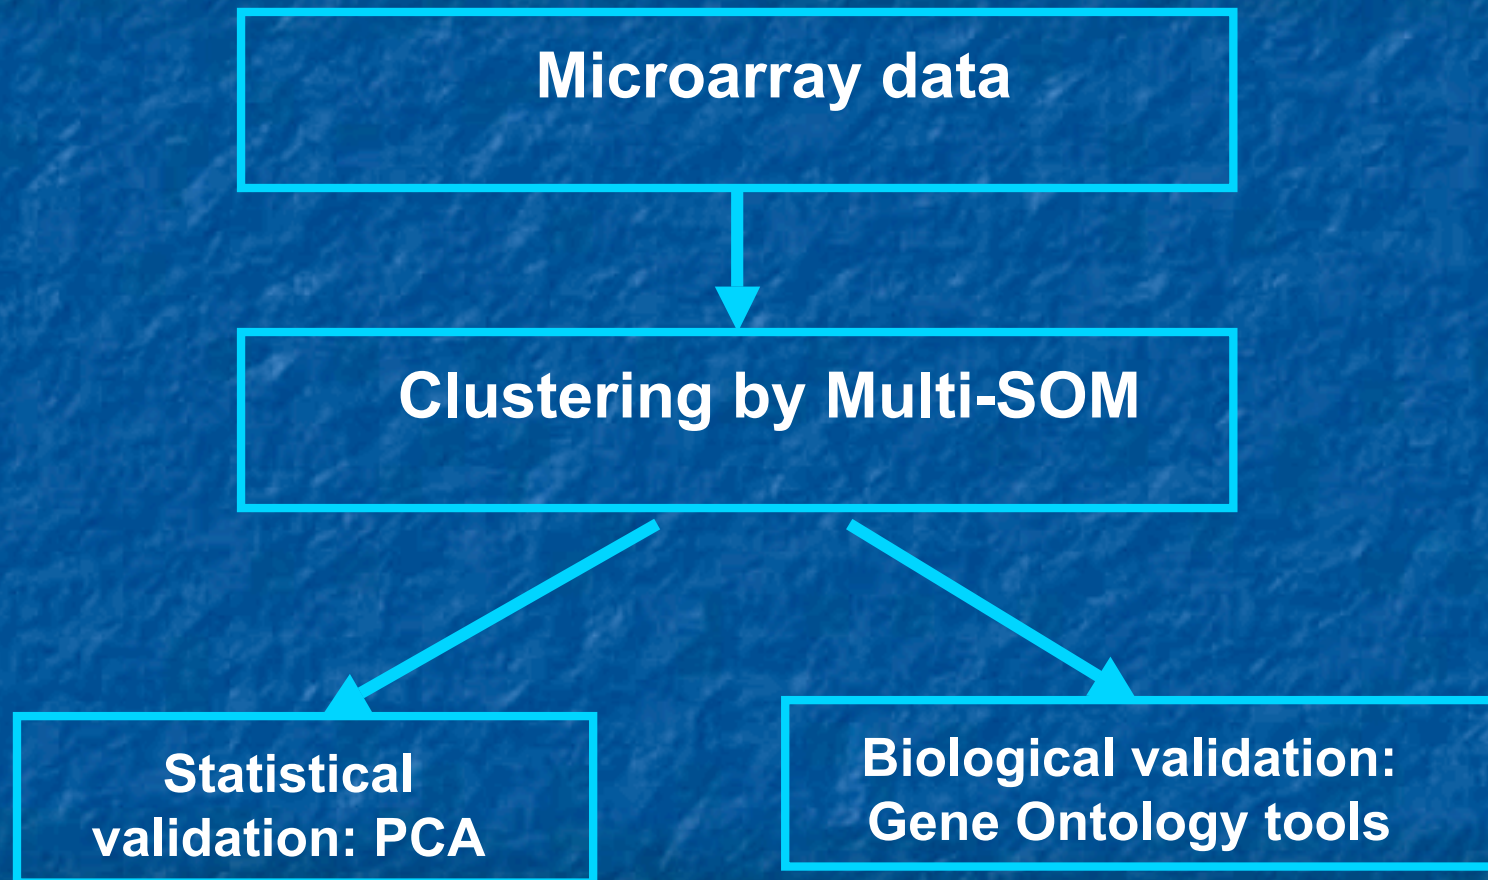 Microarray data
Clustering by Multi-SOM
Statistical
validation: PCA
Biological validation:
Gene Ontology tools